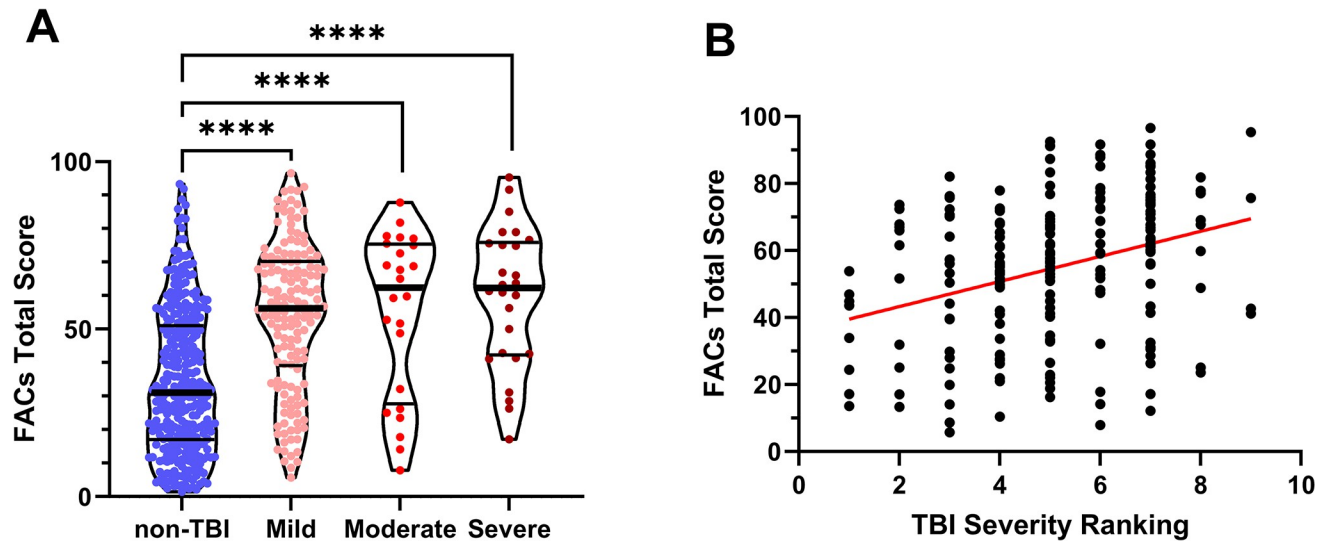 A
****
****
****
100
50
0
FACs Total Score
non-TBI Mild Moderate Severe
B
100
80
60
40
20
0
FACs Total Score
0 2 4 6 8 10
TBI Severity Ranking